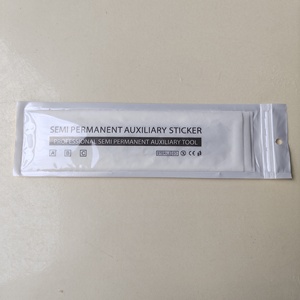 SEMI PERMANENT AUXILIARY STICKER
PROFESSIONAL SEMI PERMANENT AUXILIARY TOOL